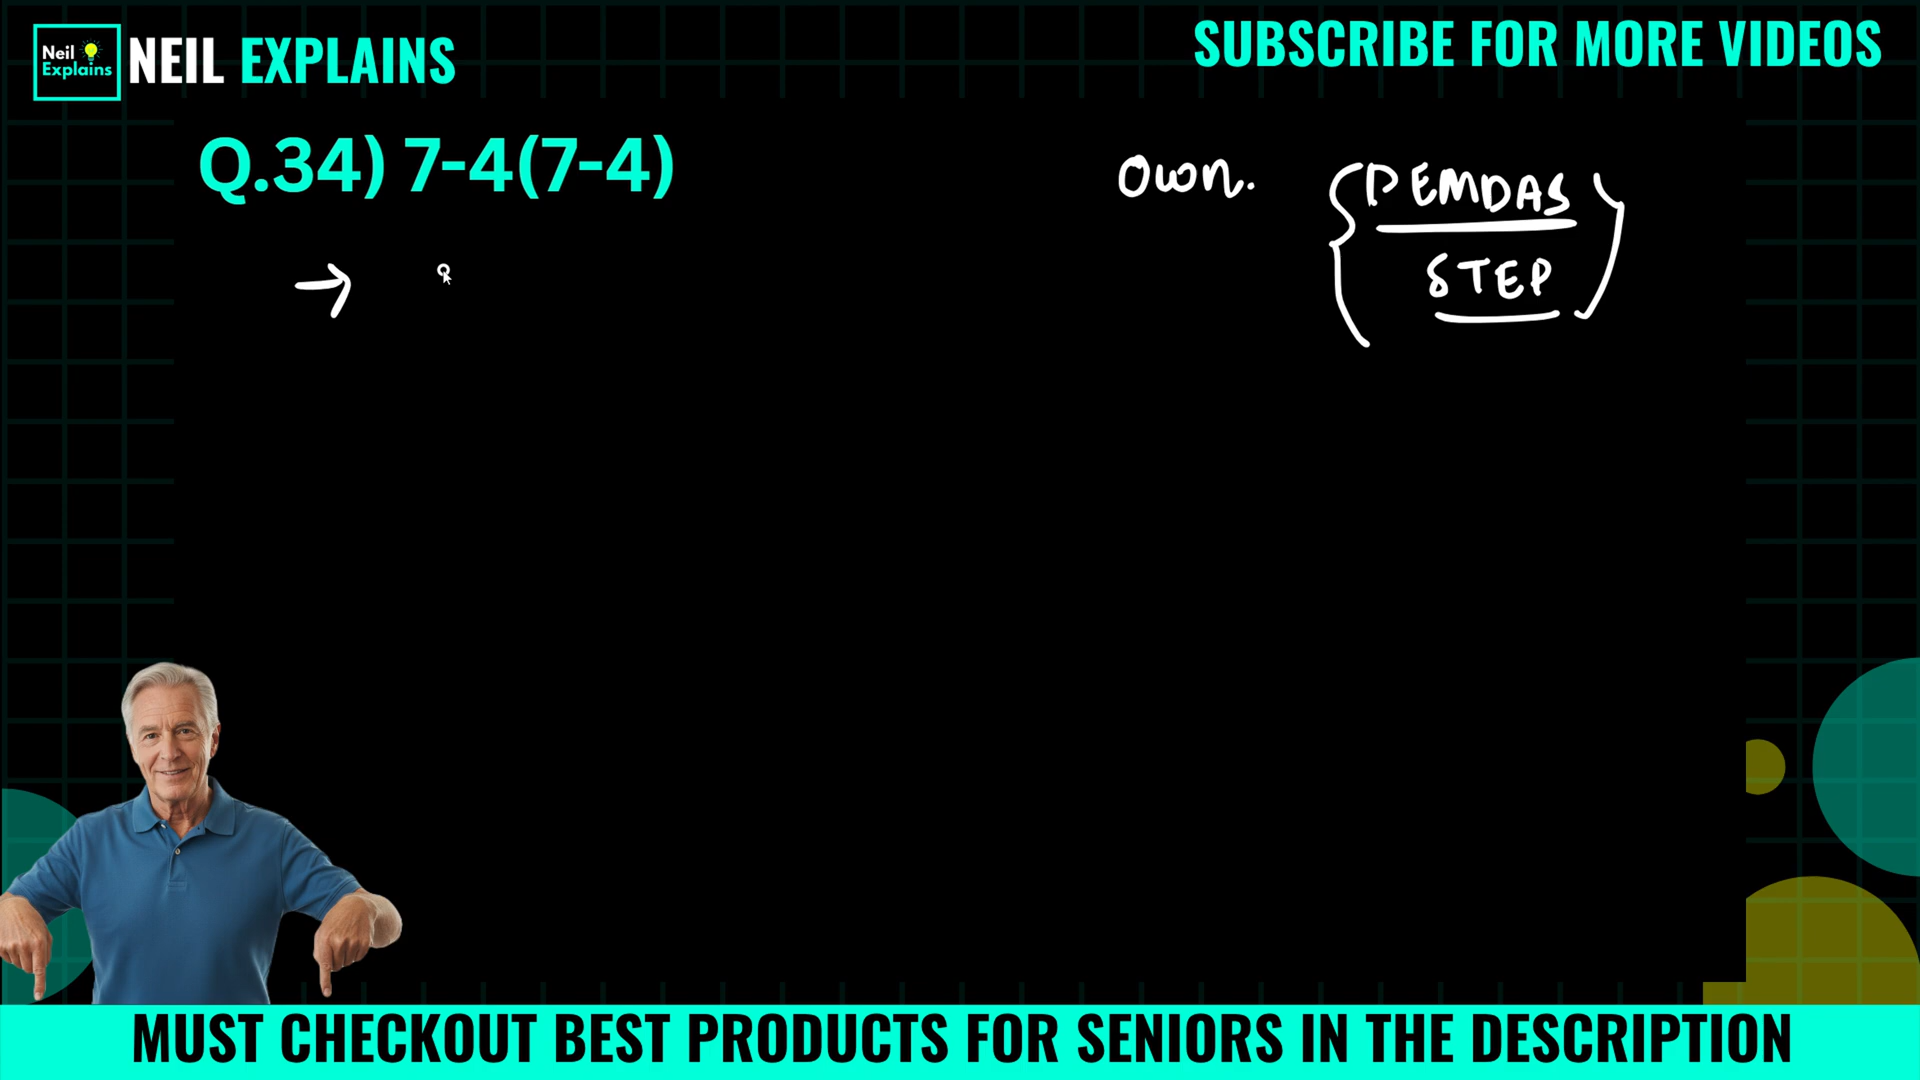 Neil
Explains
NEIL EXPLAINS
SUBSCRIBE FOR MORE VIDEOS
Q.34) 7-4(7-4)
Own.
PEMDAS
STEP
MUST CHECKOUT BEST PRODUCTS FOR SENIORS IN THE DESCRIPTION